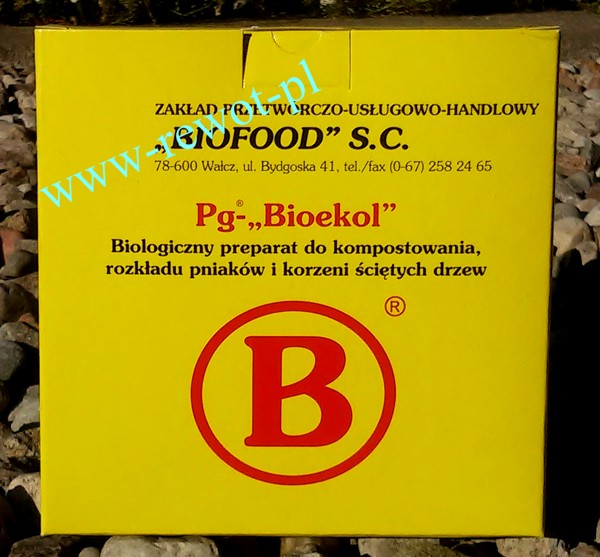 ZAKŁAD PRZETWÓRCZO-USŁUGOWO-HANDLOWY
„BIOFOOD” S.C.
78-600 Wałcz, ul. Bydgoska 41, tel./fax (0-67) 258 24 65
www.-rewot-pl
Pg®-„Bioekol”
Biologiczny preparat do kompostowania,
rozkładu pniaków i korzeni ściętych drzew
®
B